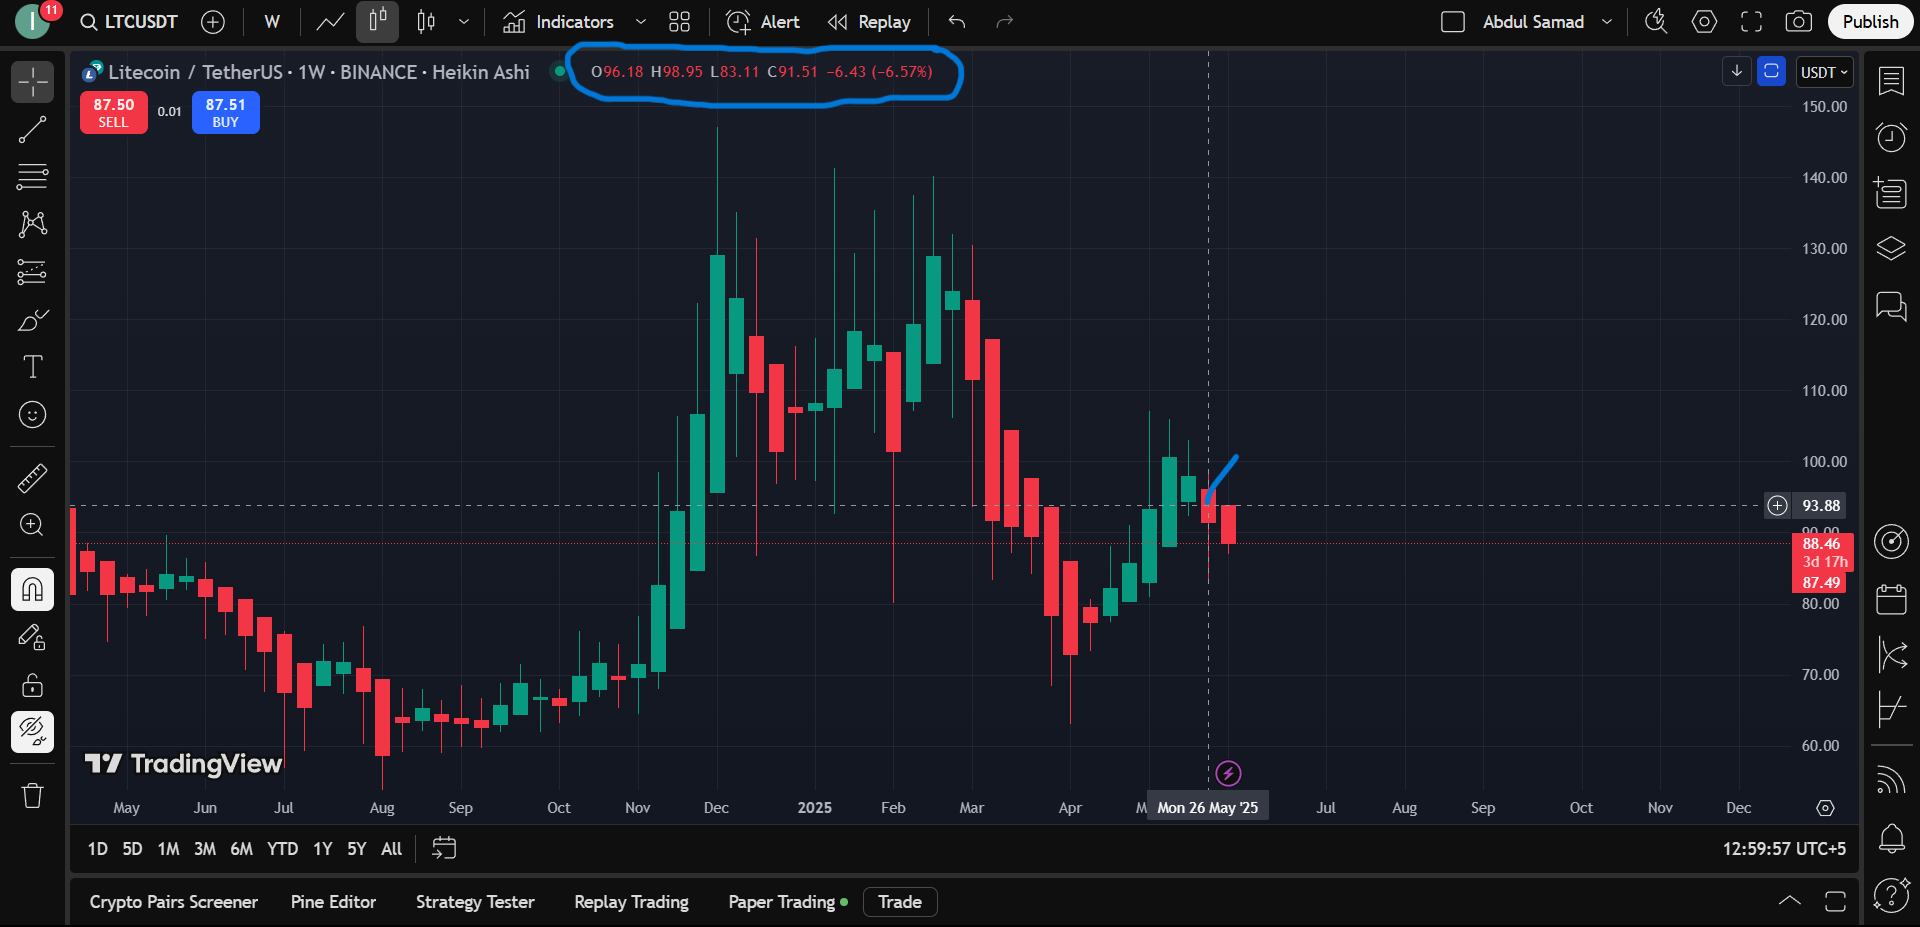 I 11 LTCUSDT W Indicators Alert Replay Abdul Samad Publish
Litecoin / TetherUS · 1W · BINANCE · Heikin Ashi O96.18 H98.95 L83.11 C91.51 −6.43 (−6.57%) USDT
87.50 SELL 0.01 87.51 BUY
150.00
140.00
130.00
120.00
110.00
100.00
93.88
90.00
88.46
3d 17h
87.49
80.00
70.00
60.00
TradingView
May Jun Jul Aug Sep Oct Nov Dec 2025 Feb Mar Apr M Mon 26 May '25 Jul Aug Sep Oct Nov Dec
1D 5D 1M 3M 6M YTD 1Y 5Y All 12:59:57 UTC+5
Crypto Pairs Screener Pine Editor Strategy Tester Replay Trading Paper Trading Trade